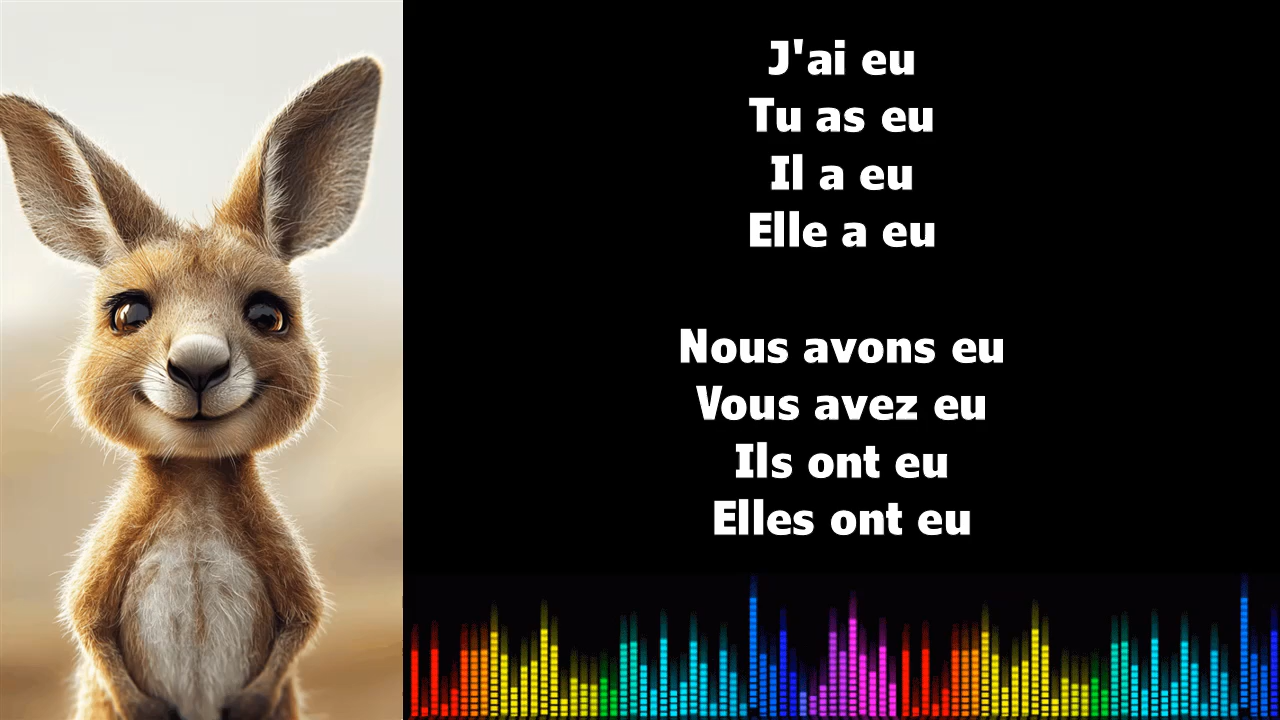 J'ai eu
Tu as eu
Il a eu
Elle a eu
Nous avons eu
Vous avez eu
Ils ont eu
Elles ont eu